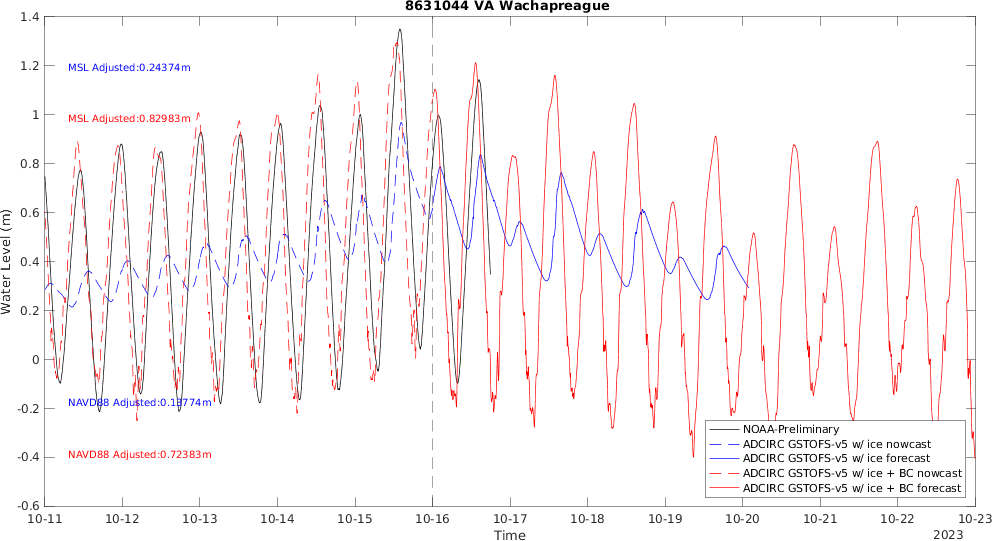 8631044 VA Wachapreague
1.4
1.2
1
0.8
0.6
0.4
0.2
0
-0.2
-0.4
-0.6
Water Level (m)
MSL Adjusted:0.24374m
MSL Adjusted:0.82983m
NAVD88 Adjusted:0.13774m
NAVD88 Adjusted:0.72383m
NOAA-Preliminary
ADCIRC GSTOFS-v5 w/ ice nowcast
ADCIRC GSTOFS-v5 w/ ice forecast
ADCIRC GSTOFS-v5 w/ ice + BC nowcast
ADCIRC GSTOFS-v5 w/ ice + BC forecast
10-11 10-12 10-13 10-14 10-15 10-16 10-17 10-18 10-19 10-20 10-21 10-22 10-23
Time
2023